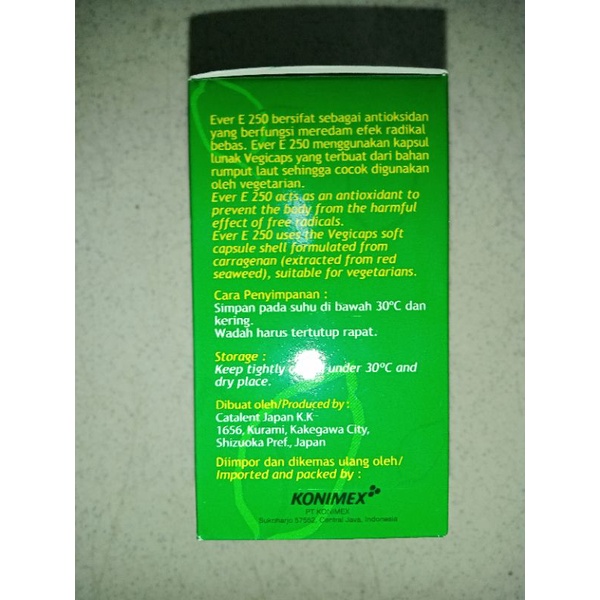 Ever E 250 bersifat sebagai antioksidan
yang berfungsi meredam efek radikal
bebas. Ever E 250 menggunakan kapsul
lunak Vegicaps yang terbuat dari bahan
rumput laut sehingga cocok digunakan
oleh vegetarian.
Ever E 250 acts as an antioxidant to
prevent the body from the harmful
effect of free radicals.
Ever E 250 uses the Vegicaps soft
capsule shell formulated from
carragenan (extracted from red
seaweed), suitable for vegetarians.
Cara Penyimpanan :
Simpan pada suhu di bawah 30°C dan
kering.
Wadah harus tertutup rapat.
Storage :
Keep tightly under 30°C and
dry place.
Dibuat oleh/Produced by :
Catalent Japan K.K
1656, Kurami, Kakegawa City,
Shizuoka Pref., Japan
Diimpor dan dikemas ulang oleh/
Imported and packed by :
KONIMEX
PT KONIMEX
Sukoharjo 57552, Central Java, Indonesia